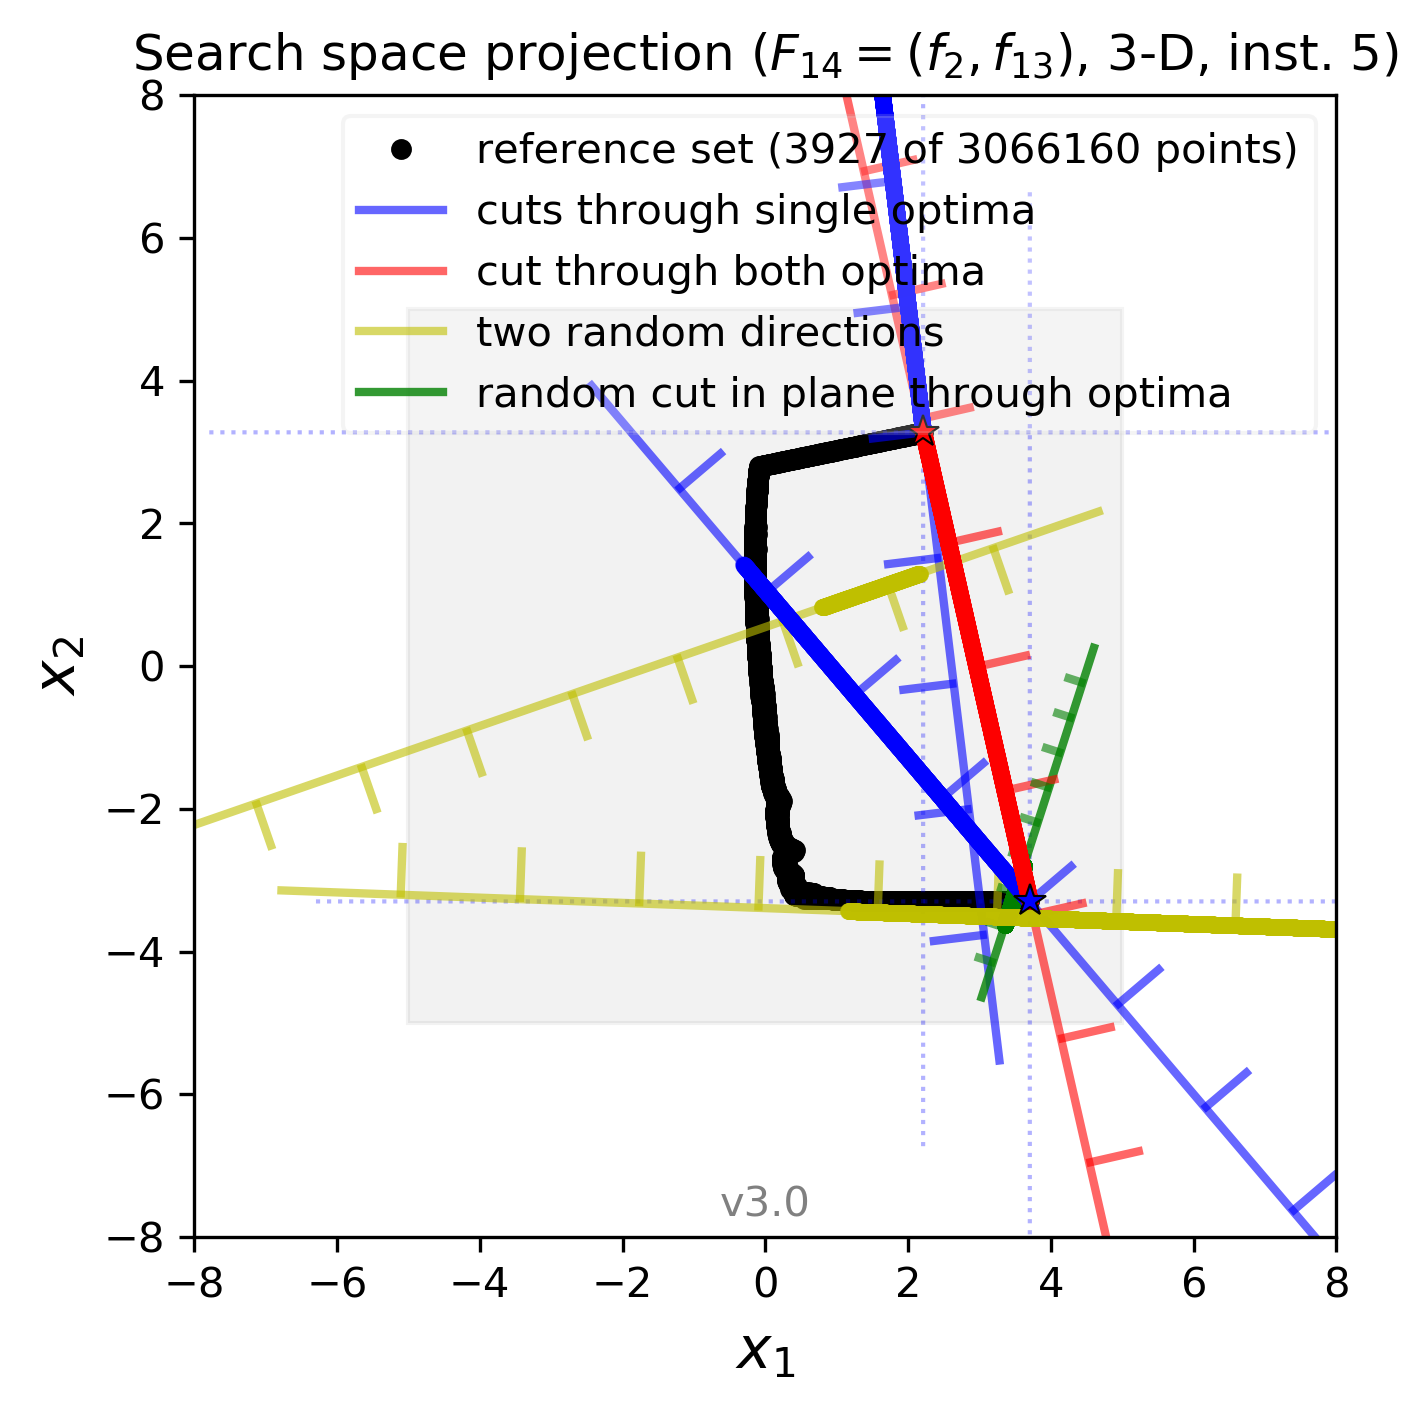 Search space projection (F₁₄ = (f₂, f₁₃), 3-D, inst. 5)
8
reference set (3927 of 3066160 points)
cuts through single optima
6
cut through both optima
two random directions
4
random cut in plane through optima
2
0
x₂
−2
−4
−6
v3.0
−8
−8 −6 −4 −2 0 2 4 6 8
x₁